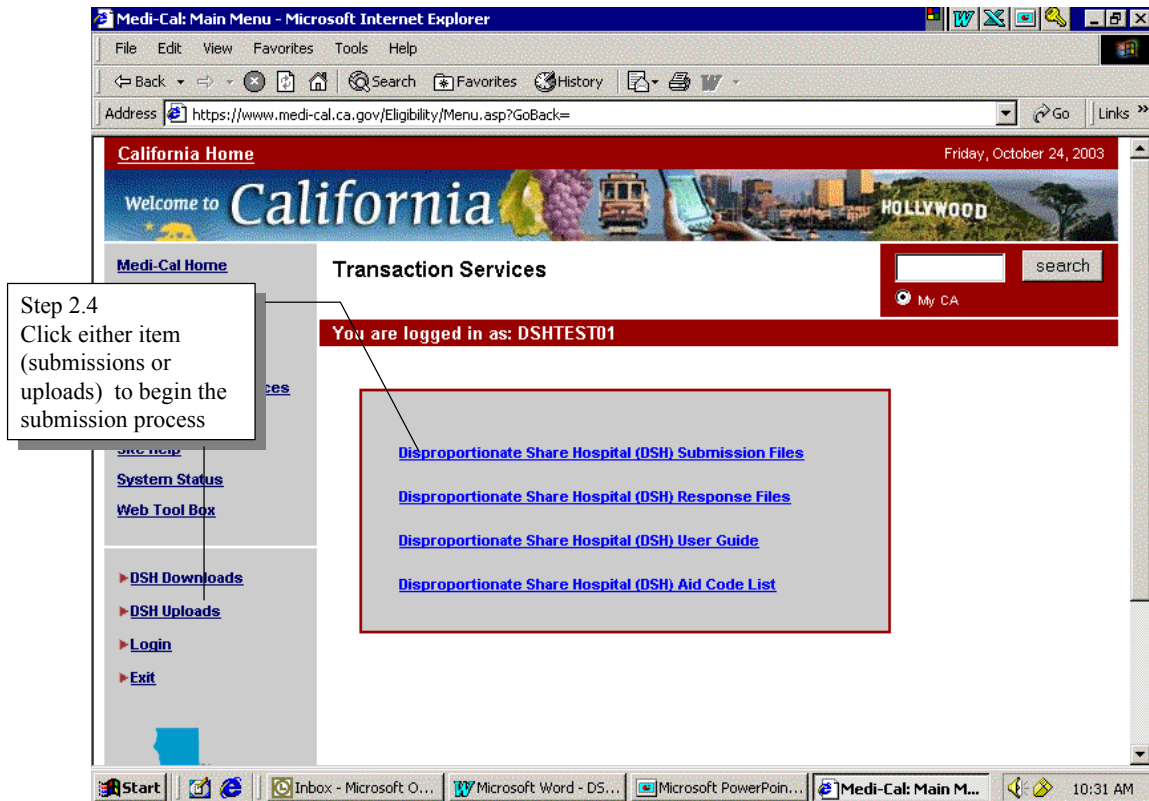 Medi-Cal: Main Menu - Microsoft Internet Explorer
File Edit View Favorites Tools Help
Back Search Favorites History
Address https://www.medi-cal.ca.gov/Eligibility/Menu.asp?GoBack= Go Links »
California Home Friday, October 24, 2003
Welcome to California HOLLYWOOD
Medi-Cal Home
Transaction Services
search
My CA
You are logged in as: DSHTEST01
Step 2.4
Click either item
(submissions or
uploads) to begin the
submission process
Site Help
System Status
Web Tool Box
DSH Downloads
DSH Uploads
Login
Exit
Disproportionate Share Hospital (DSH) Submission Files
Disproportionate Share Hospital (DSH) Response Files
Disproportionate Share Hospital (DSH) User Guide
Disproportionate Share Hospital (DSH) Aid Code List
Start Inbox - Microsoft O... Microsoft Word - DS... Microsoft PowerPoin... Medi-Cal: Main M... 10:31 AM